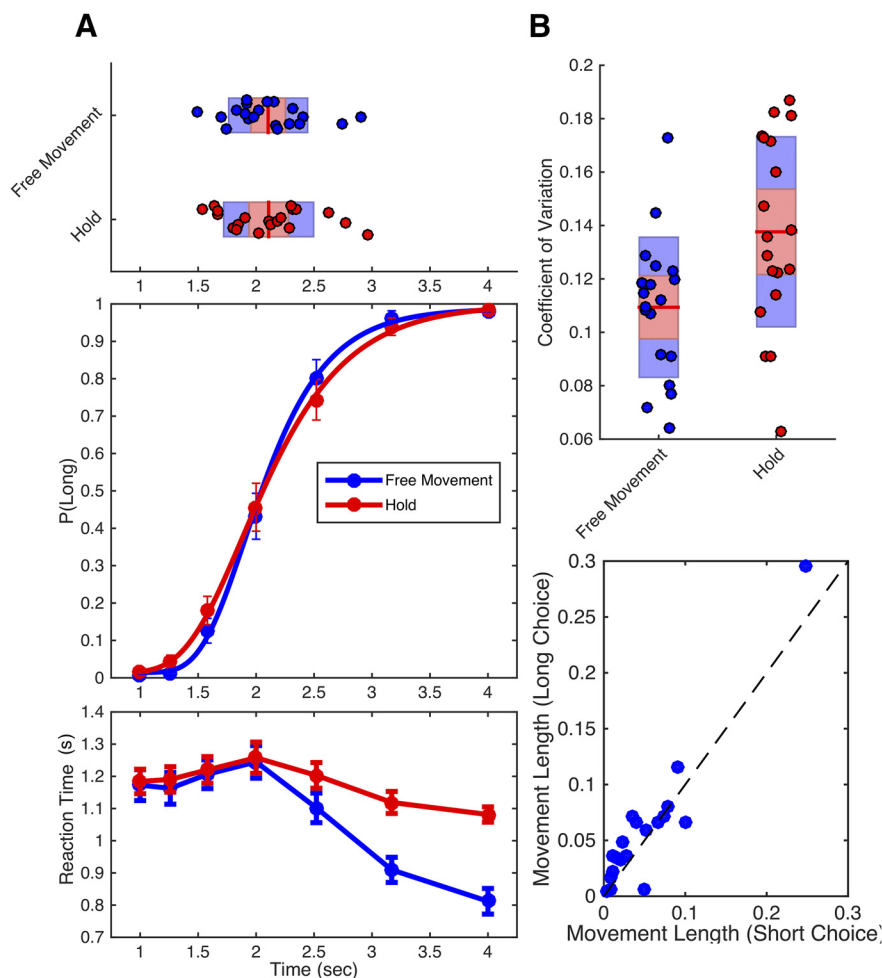 A
Free Movement
Hold
1 1.5 2 2.5 3 3.5 4
P(Long)
1
0.9
0.8
0.7
0.6
0.5
0.4
0.3
0.2
0.1
0
Free Movement
Hold
1 1.5 2 2.5 3 3.5 4
Reaction Time (s)
1.4
1.3
1.2
1.1
1
0.9
0.8
0.7
1 1.5 2 2.5 3 3.5 4
Time (sec)
B
Coefficient of Variation
0.2
0.18
0.16
0.14
0.12
0.1
0.08
0.06
Free Movement
Hold
Movement Length (Long Choice)
0.3
0.25
0.2
0.15
0.1
0.05
0
0 0.1 0.2 0.3
Movement Length (Short Choice)